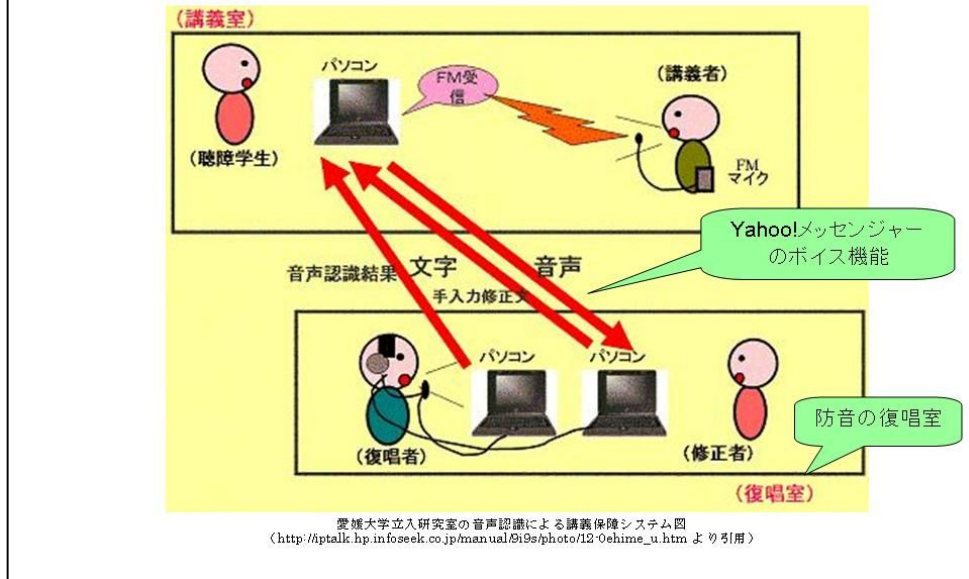 （講義室）
パソコン
FM受
信
（講義者）
（聴障学生）
FM
マイク
Yahoo!メッセンジャー
のボイス機能
音声認識結果 文字 音声
手入力修正文
パソコン パソコン
防音の復唱室
（復唱者） （修正者）
（復唱室）
愛媛大学立入研究室の音声認識による講義保障システム図
（http://iptalk.hp.infoseek.co.jp/manual/9i9s/photo/12-0ehime_u.htm より引用）